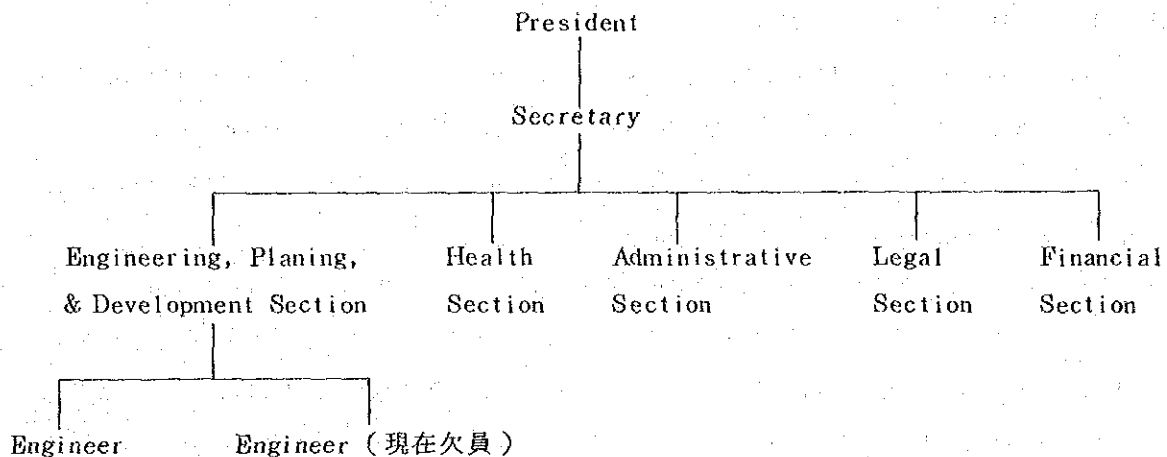 President
Secretary
Engineering, Planing,
& Development Section
Health
Section
Administrative
Section
Legal
Section
Financial
Section
Engineer
Engineer（現在欠員）